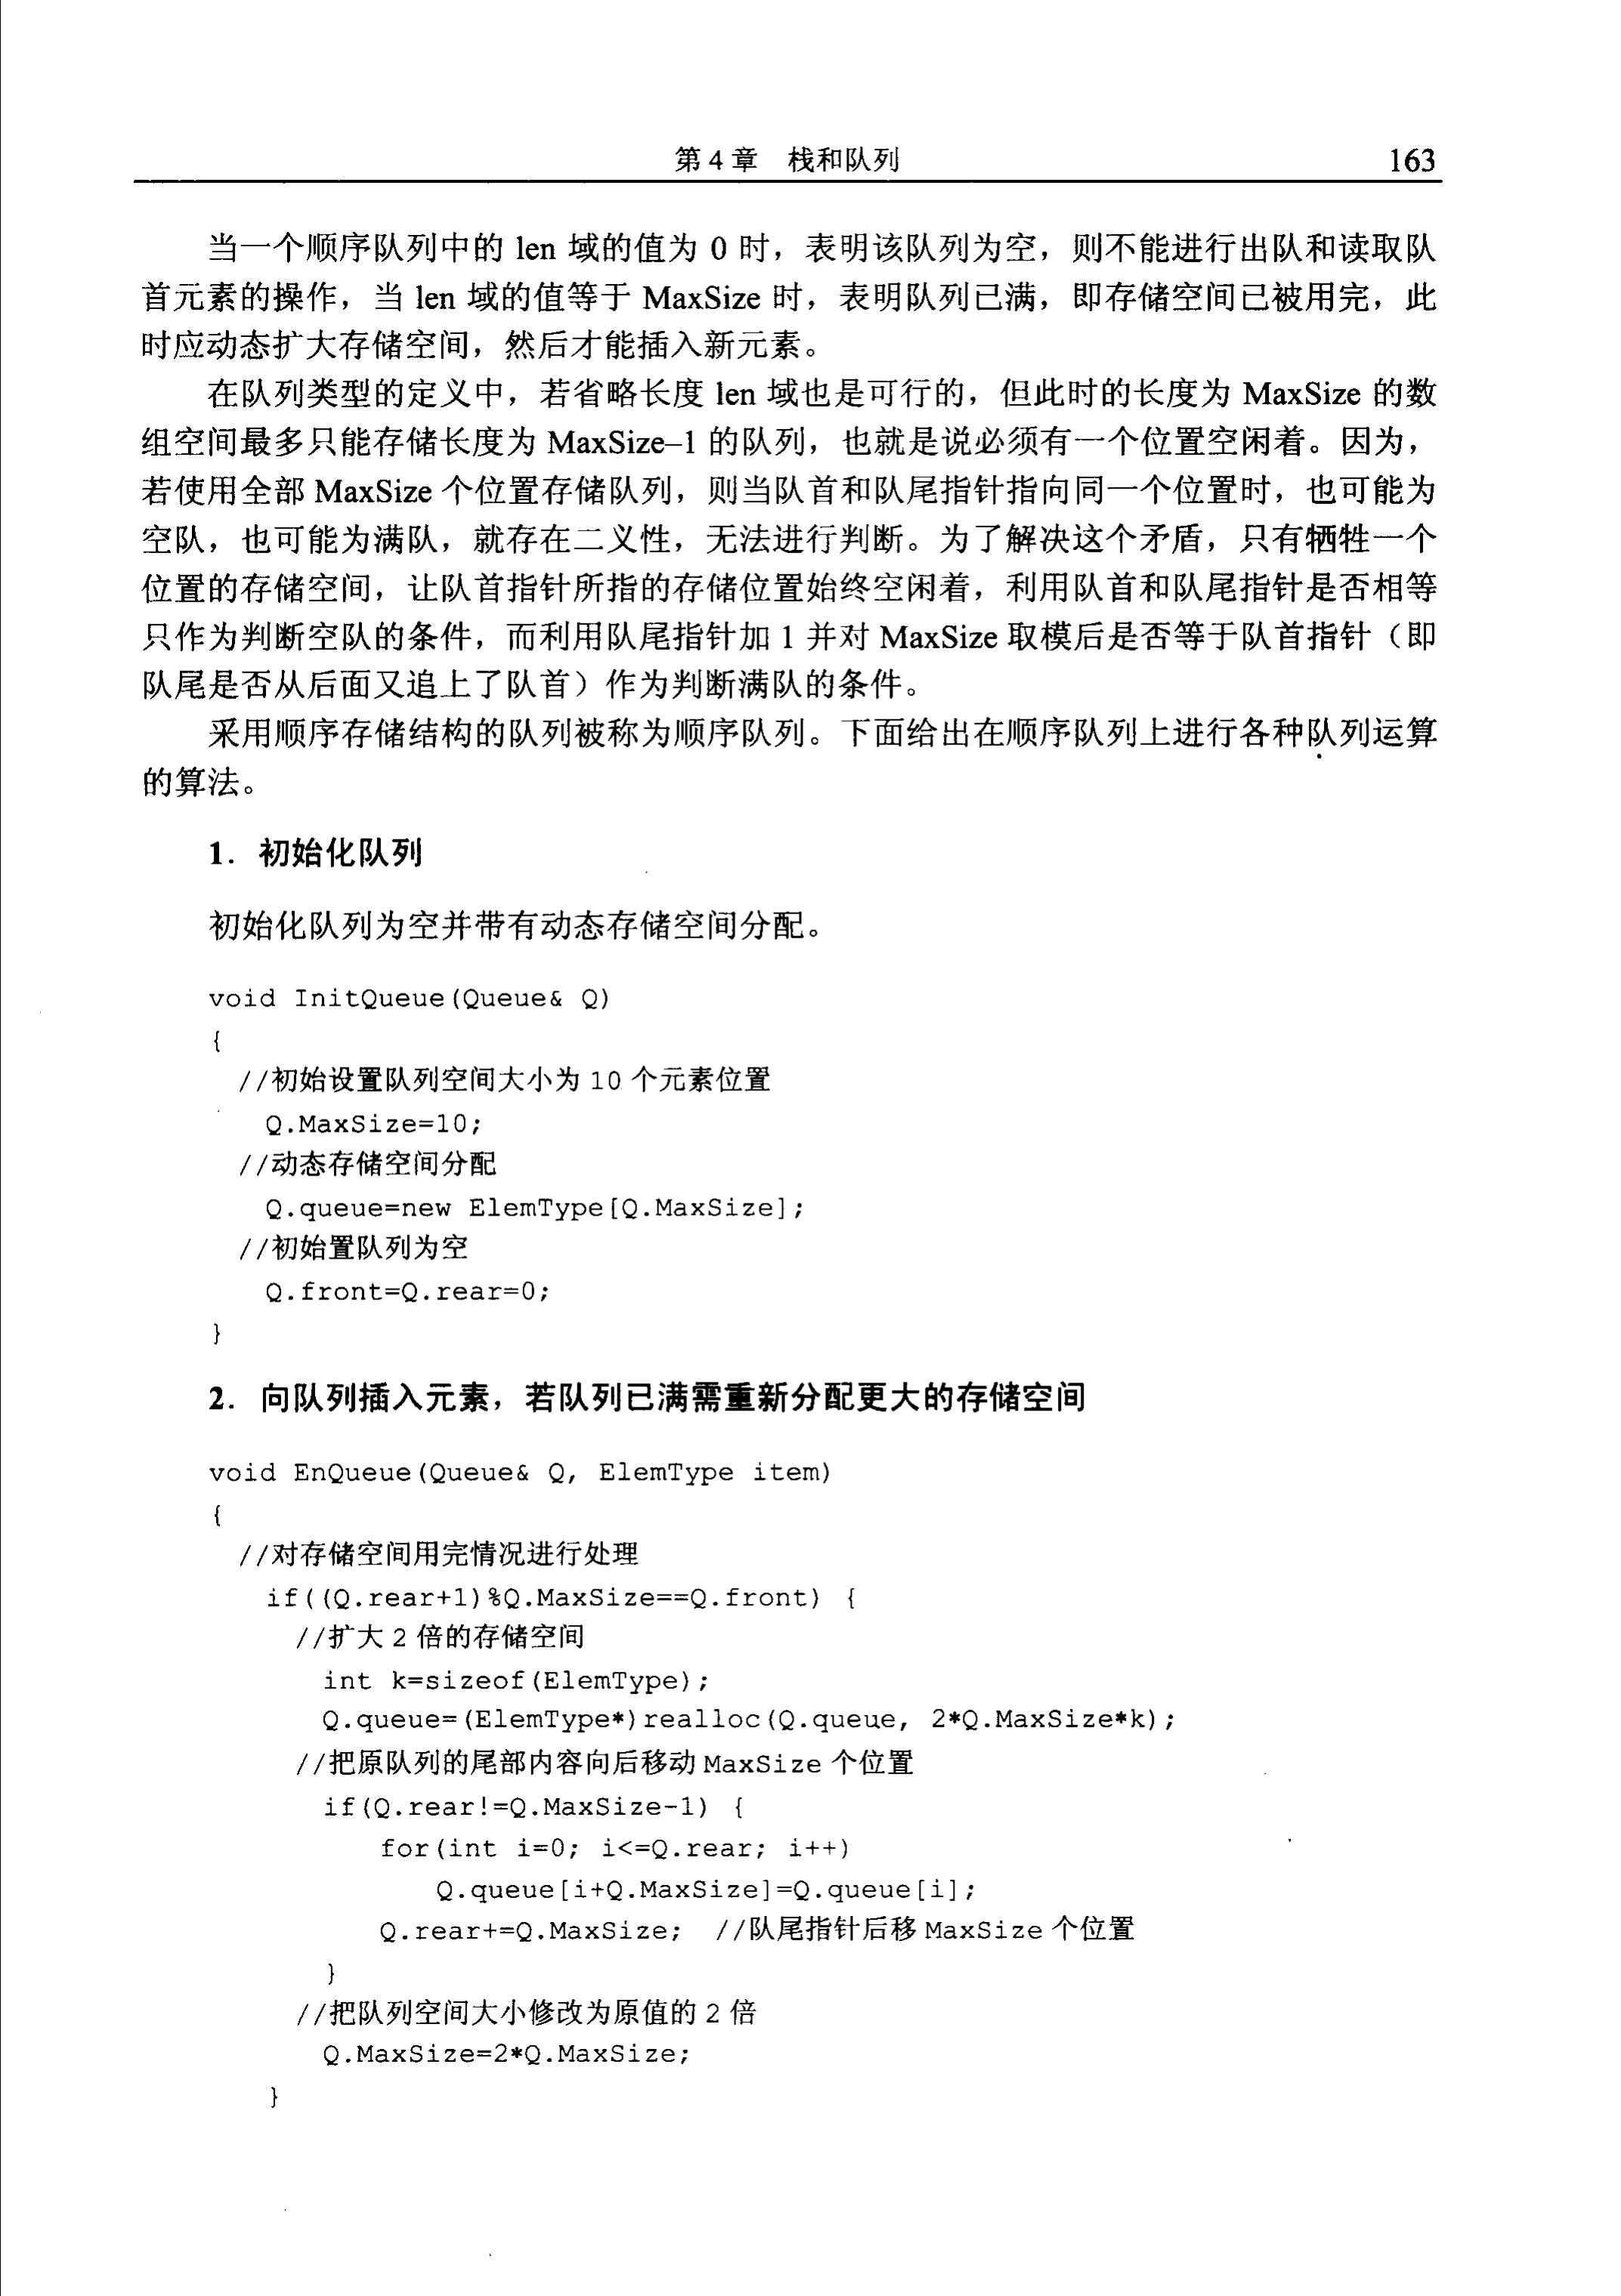 第 4 章　栈和队列 163
当一个顺序队列中的 len 域的值为 0 时，表明该队列为空，则不能进行出队和读取队
首元素的操作，当 len 域的值等于 MaxSize 时，表明队列已满，即存储空间已被用完，此
时应动态扩大存储空间，然后才能插入新元素。
在队列类型的定义中，若省略长度 len 域也是可行的，但此时的长度为 MaxSize 的数
组空间最多只能存储长度为 MaxSize–1 的队列，也就是说必须有一个位置空闲着。因为，
若使用全部 MaxSize 个位置存储队列，则当队首和队尾指针指向同一个位置时，也可能为
空队，也可能为满队，就存在二义性，无法进行判断。为了解决这个矛盾，只有牺牲一个
位置的存储空间，让队首指针所指的存储位置始终空闲着，利用队首和队尾指针是否相等
只作为判断空队的条件，而利用队尾指针加 1 并对 MaxSize 取模后是否等于队首指针（即
队尾是否从后面又追上了队首）作为判断满队的条件。
采用顺序存储结构的队列被称为顺序队列。下面给出在顺序队列上进行各种队列运算
的算法。
1．初始化队列
初始化队列为空并带有动态存储空间分配。
void InitQueue(Queue& Q)
{
//初始设置队列空间大小为 10 个元素位置
Q.MaxSize=10;
//动态存储空间分配
Q.queue=new ElemType[Q.MaxSize];
//初始置队列为空
Q.front=Q.rear=0;
}
2．向队列插入元素，若队列已满需重新分配更大的存储空间
void EnQueue(Queue& Q, ElemType item)
{
//对存储空间用完情况进行处理
if((Q.rear+1)%Q.MaxSize==Q.front) {
//扩大 2 倍的存储空间
int k=sizeof(ElemType);
Q.queue=(ElemType*)realloc(Q.queue, 2*Q.MaxSize*k);
//把原队列的尾部内容向后移动 MaxSize 个位置
if(Q.rear!=Q.MaxSize-1) {
for(int i=0; i<=Q.rear; i++)
Q.queue[i+Q.MaxSize]=Q.queue[i];
Q.rear+=Q.MaxSize; //队尾指针后移 MaxSize 个位置
}
//把队列空间大小修改为原值的 2 倍
Q.MaxSize=2*Q.MaxSize;
}